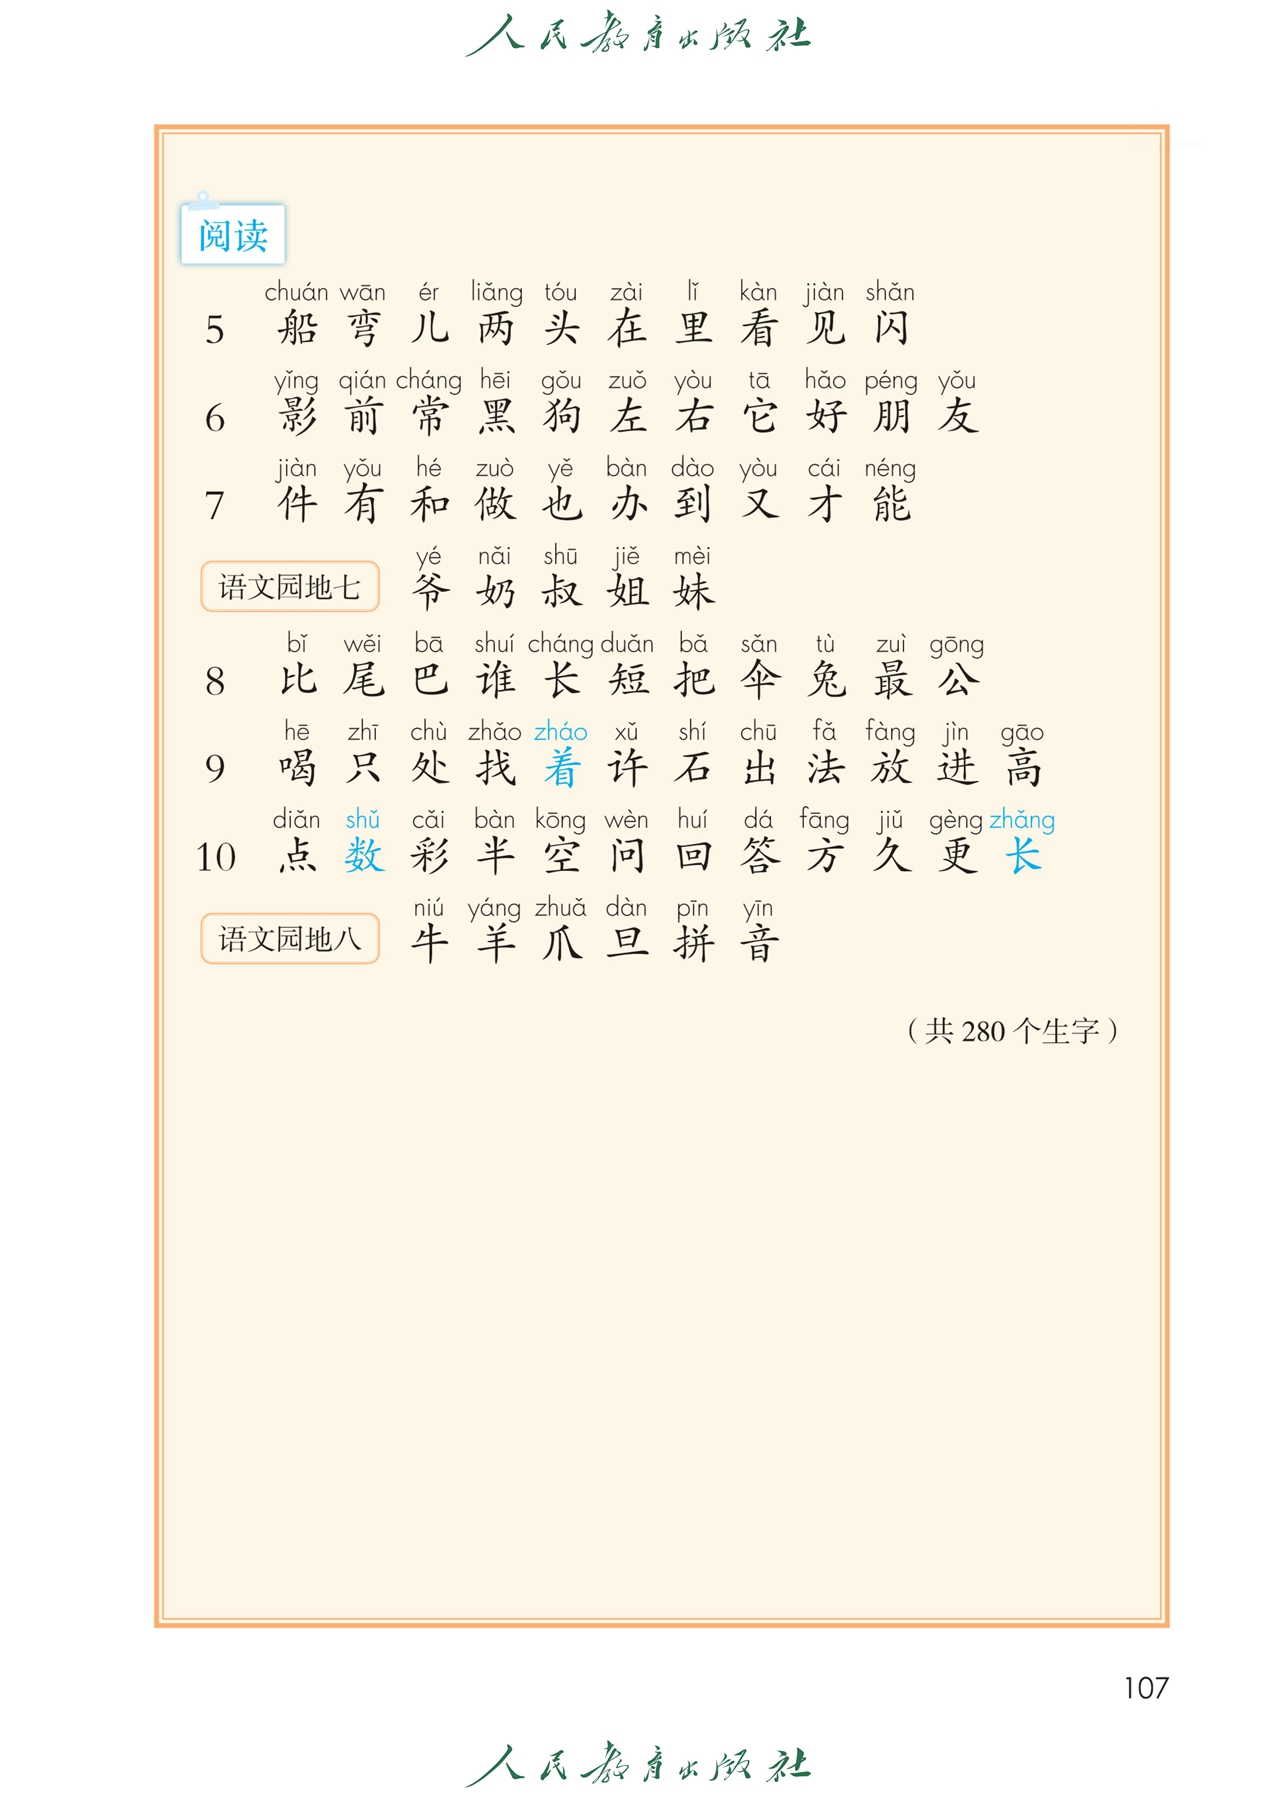 人民教育出版社
阅读
chuán wān ér liǎng tóu zài lǐ kàn jiàn shǎn
5 船 弯 儿 两 头 在 里 看 见 闪
yǐng qián cháng hēi gǒu zuǒ yòu tā hǎo péng yǒu
6 影 前 常 黑 狗 左 右 它 好 朋 友
jiàn yǒu hé zuò yě bàn dào yòu cái néng
7 件 有 和 做 也 办 到 又 才 能
yé nǎi shū jiě mèi
语文园地七 爷 奶 叔 姐 妹
bǐ wěi bā shuí cháng duǎn bǎ sǎn tù zuì gōng
8 比 尾 巴 谁 长 短 把 伞 兔 最 公
hē zhī chù zhǎo zháo xǔ shí chū fǎ fàng jìn gāo
9 喝 只 处 找 着 许 石 出 法 放 进 高
diǎn shǔ cǎi bàn kōng wèn huí dá fāng jiǔ gèng zhǎng
10 点 数 彩 半 空 问 回 答 方 久 更 长
niú yáng zhuǎ dàn pīn yīn
语文园地八 牛 羊 爪 旦 拼 音
（共 280 个生字）
107
人民教育出版社